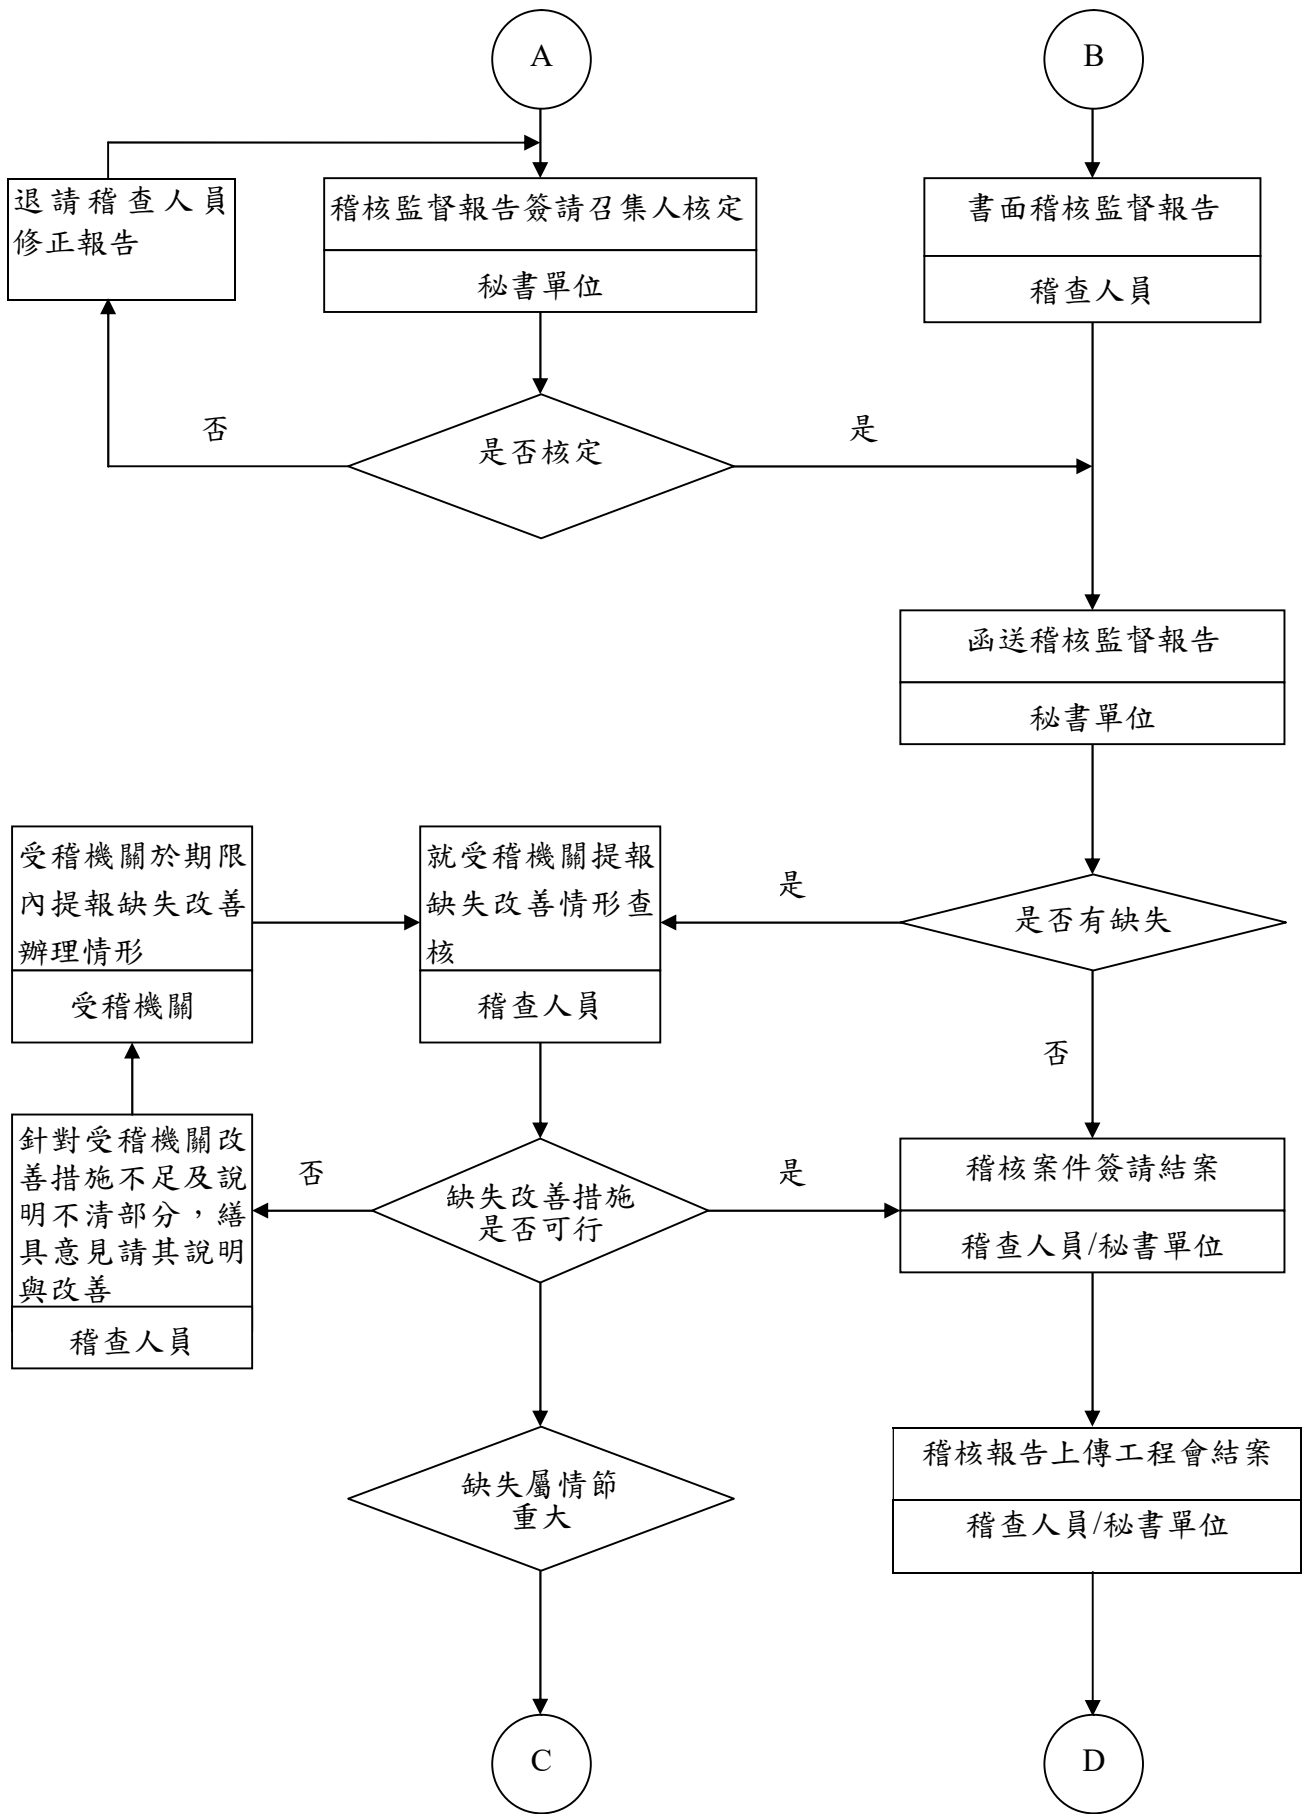 A
B
退請稽查人員
修正報告
稽核監督報告簽請召集人核定
秘書單位
書面稽核監督報告
稽查人員
否
是否核定
是
函送稽核監督報告
秘書單位
受稽機關於期限
內提報缺失改善
辦理情形
受稽機關
就受稽機關提報
缺失改善情形查
核
稽查人員
是
是否有缺失
否
針對受稽機關改
善措施不足及說
明不清部分，繕
具意見請其說明
與改善
稽查人員
否
缺失改善措施
是否可行
是
稽核案件簽請結案
稽查人員/秘書單位
缺失屬情節
重大
稽核報告上傳工程會結案
稽查人員/秘書單位
C
D